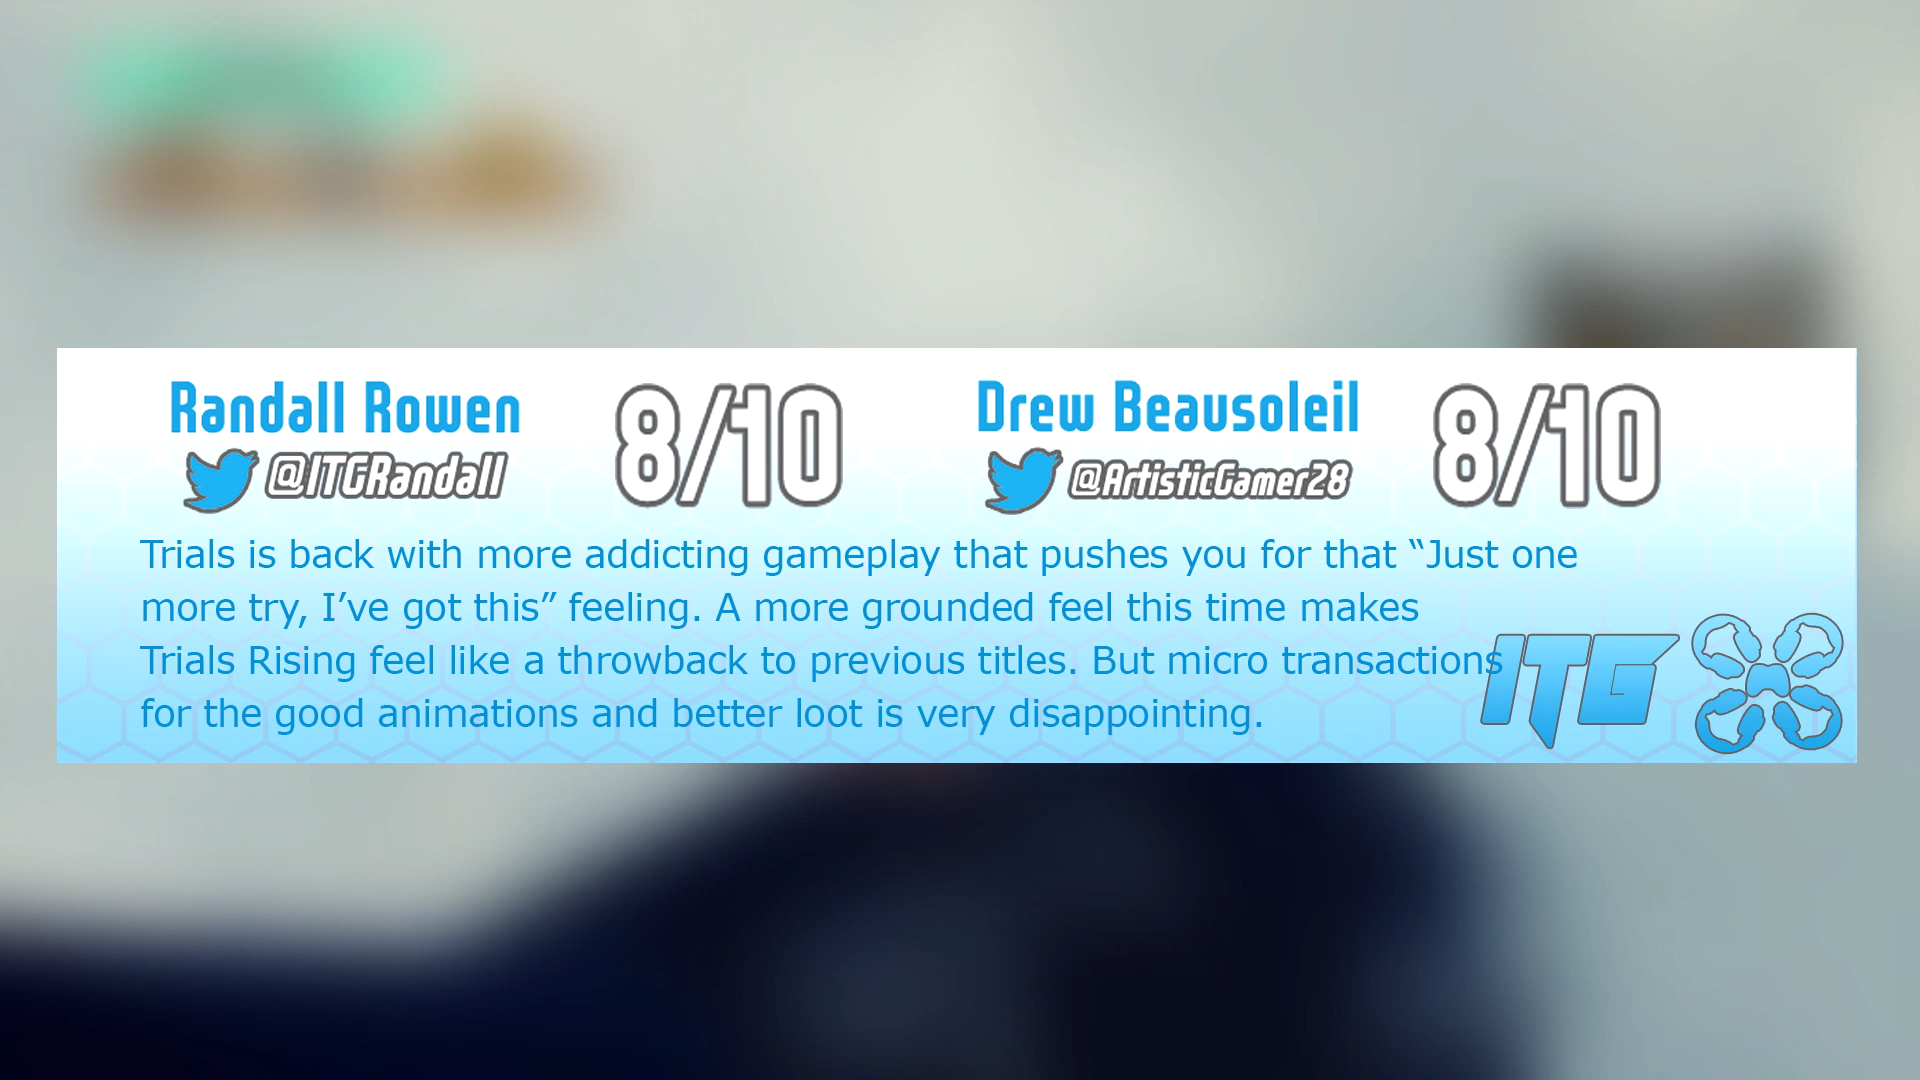 Randall Rowen
@ITGRandall
8/10
Drew Beausoleil
@ArtisticGamer28
8/10
Trials is back with more addicting gameplay that pushes you for that “Just one
more try, I’ve got this” feeling. A more grounded feel this time makes
Trials Rising feel like a throwback to previous titles. But micro transactions
for the good animations and better loot is very disappointing.
ITG